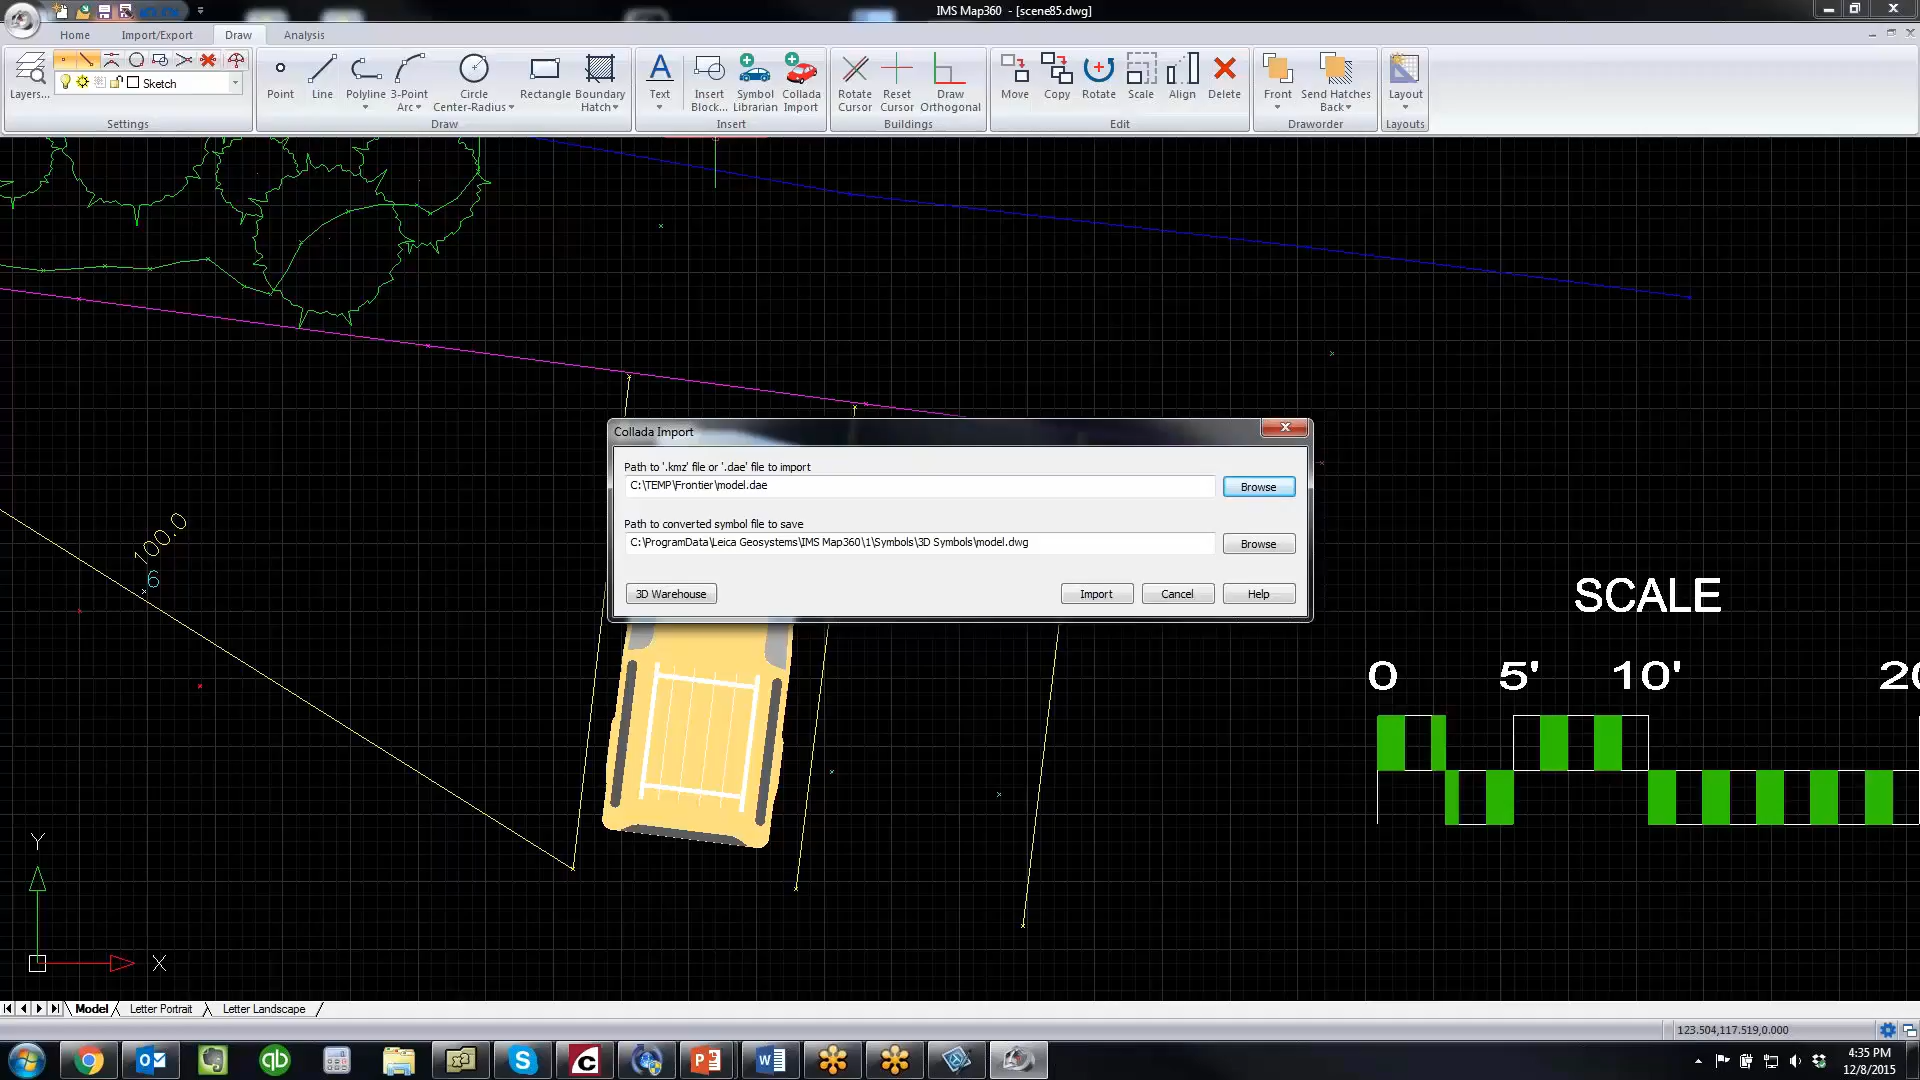 IMS Map360 - [scene85.dwg]
Home Import/Export Draw Analysis
Layers...
Sketch
Settings
Point
Line
Polyline
3-Point Arc
Circle Center-Radius
Rectangle
Boundary Hatch
Draw
Text
Insert Block...
Symbol Librarian
Collada Import
Insert
Rotate Cursor
Reset Cursor
Draw Orthogonal
Buildings
Move
Copy
Rotate
Scale
Align
Delete
Edit
Front
Send Hatches Back
Draworder
Layout
Layouts
Collada Import
Path to '.kmz' file or '.dae' file to import
C:\TEMP\Frontier\model.dae
Browse
Path to converted symbol file to save
C:\ProgramData\Leica Geosystems\IMS Map360\1\Symbols\3D Symbols\model.dwg
Browse
3D Warehouse Import Cancel Help
100.0
6
SCALE
0 5' 10' 20
Y
X
Model Letter Portrait Letter Landscape
123.504,117.519,0.000
4:35 PM
12/8/2015